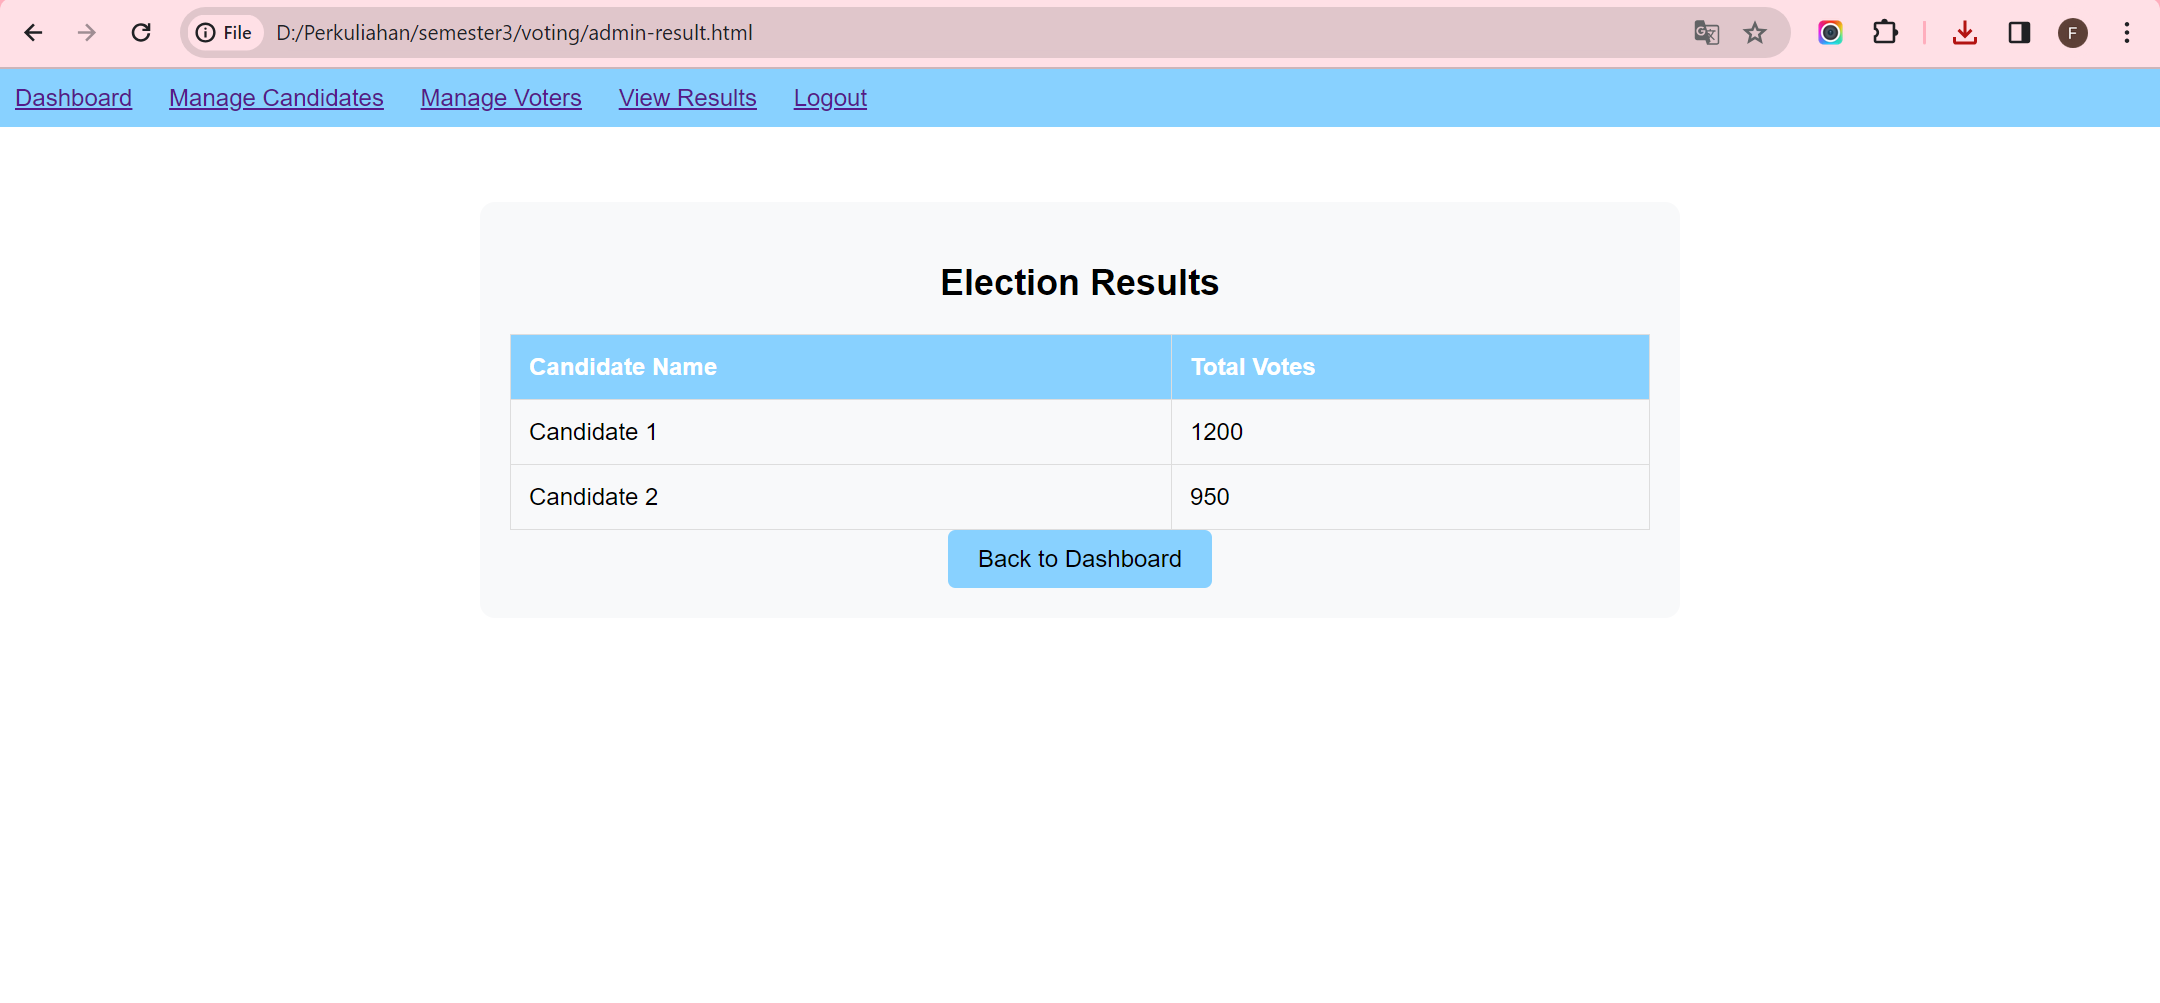 File D:/Perkuliahan/semester3/voting/admin-result.html F
Dashboard Manage Candidates Manage Voters View Results Logout
Election Results
Candidate Name Total Votes
Candidate 1 1200
Candidate 2 950
Back to Dashboard